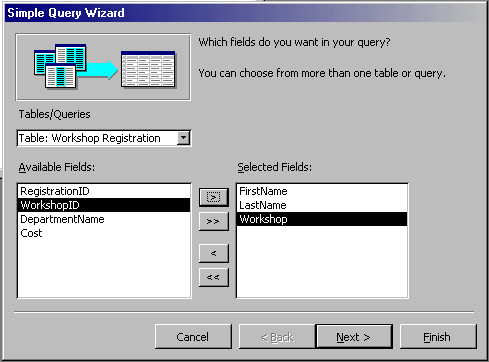 Simple Query Wizard
Which fields do you want in your query?
You can choose from more than one table or query.
Tables/Queries
Table: Workshop Registration
Available Fields:
Selected Fields:
RegistrationID
WorkshopID
DepartmentName
Cost
>
>>
<
<<
FirstName
LastName
Workshop
Cancel
< Back
Next >
Finish